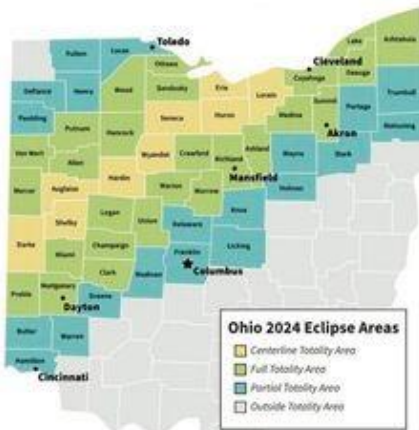 Toledo
Lake
Ashtabula
Fulton
Lucas
Cleveland
Ottawa
Geauga
Cuyahoga
Defiance
Henry
Wood
Sandusky
Erie
Lorain
Trumbull
Paulding
Seneca
Huron
Medina
Summit
Portage
Putnam
Hancock
Akron
Mahoning
Van Wert
Wyandot
Crawford
Richland
Ashland
Wayne
Stark
Allen
Mansfield
Hardin
Mercer
Marion
Morrow
Holmes
Auglaize
Knox
Logan
Union
Delaware
Shelby
Darke
Champaign
Licking
Miami
Franklin
Columbus
Clark
Madison
Preble
Montgomery
Dayton
Greene
Butler
Warren
Hamilton
Cincinnati
Ohio 2024 Eclipse Areas
Centerline Totality Area
Full Totality Area
Partial Totality Area
Outside Totality Area